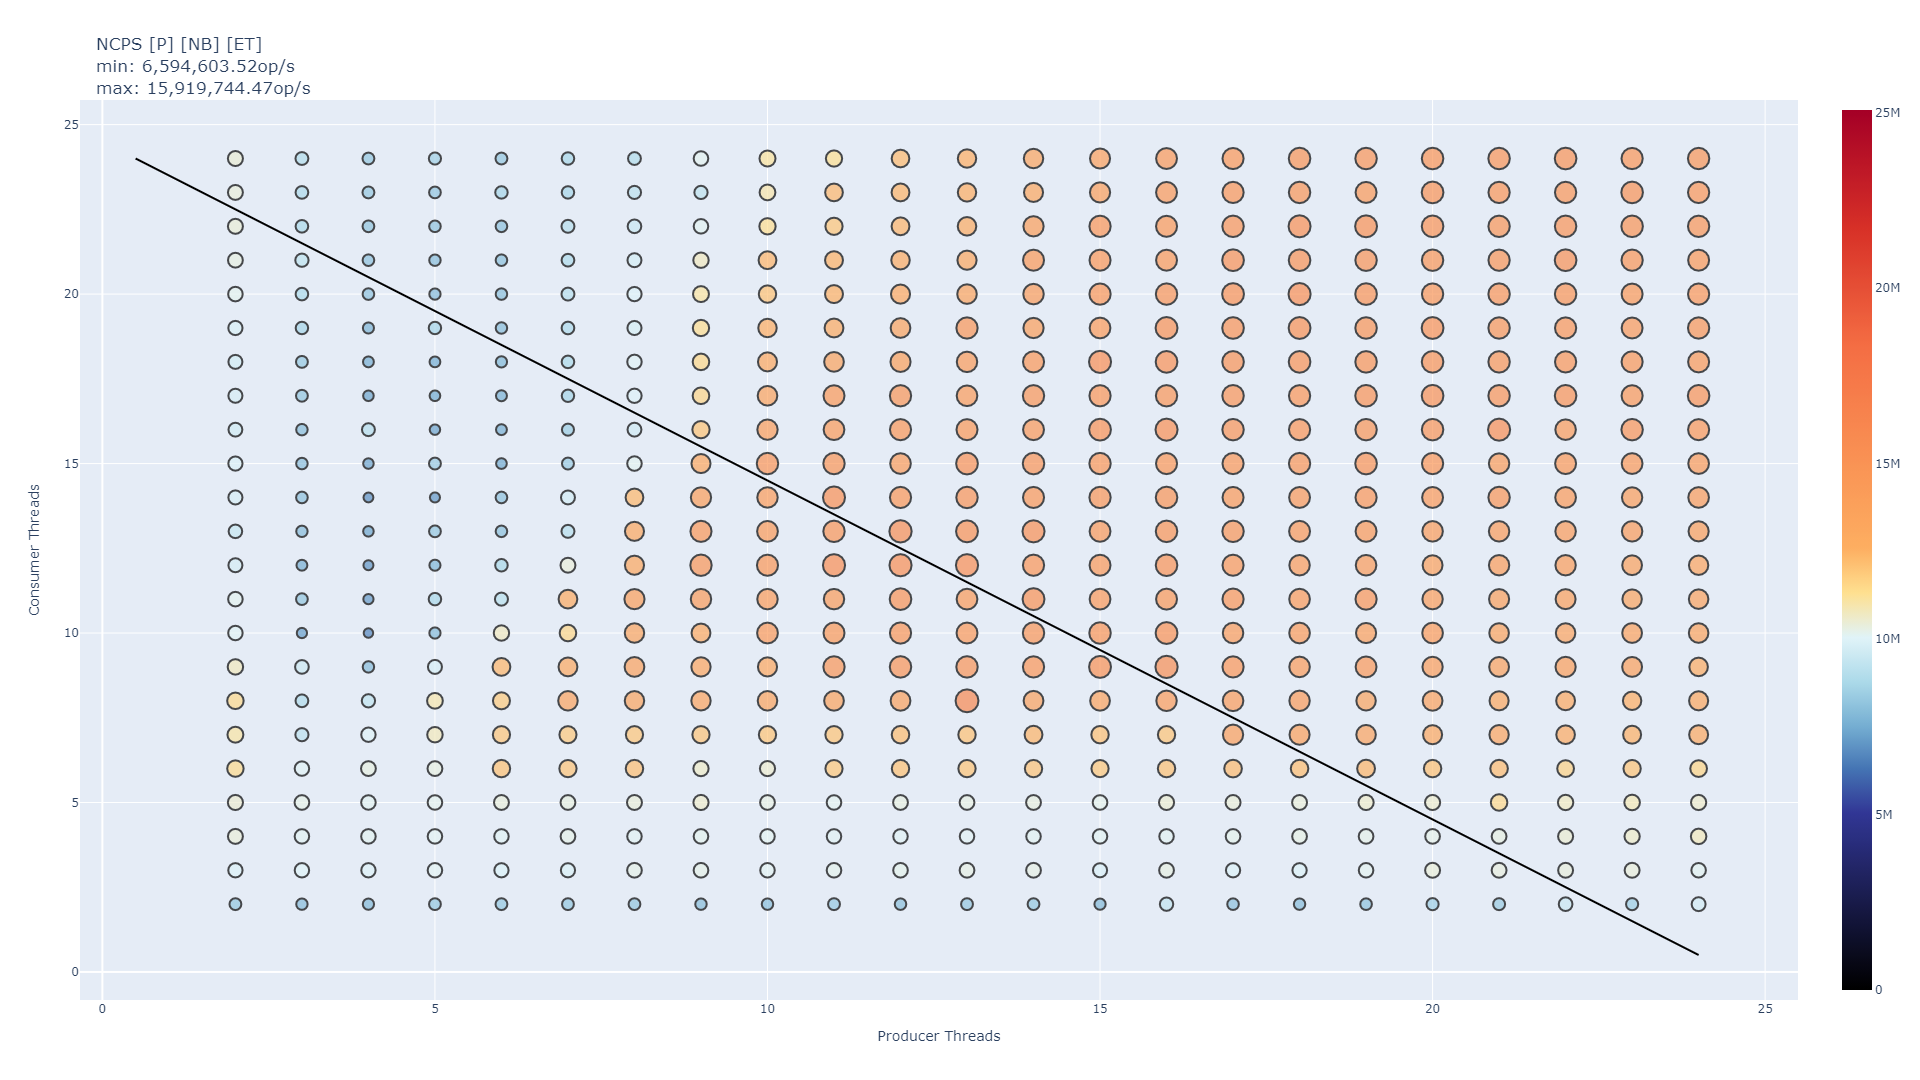 NCPS [P] [NB] [ET]
min: 6,594,603.52op/s
max: 15,919,744.47op/s
25
20
15
10
5
0
Consumer Threads
0
5
10
15
20
25
Producer Threads
25M
20M
15M
10M
5M
0